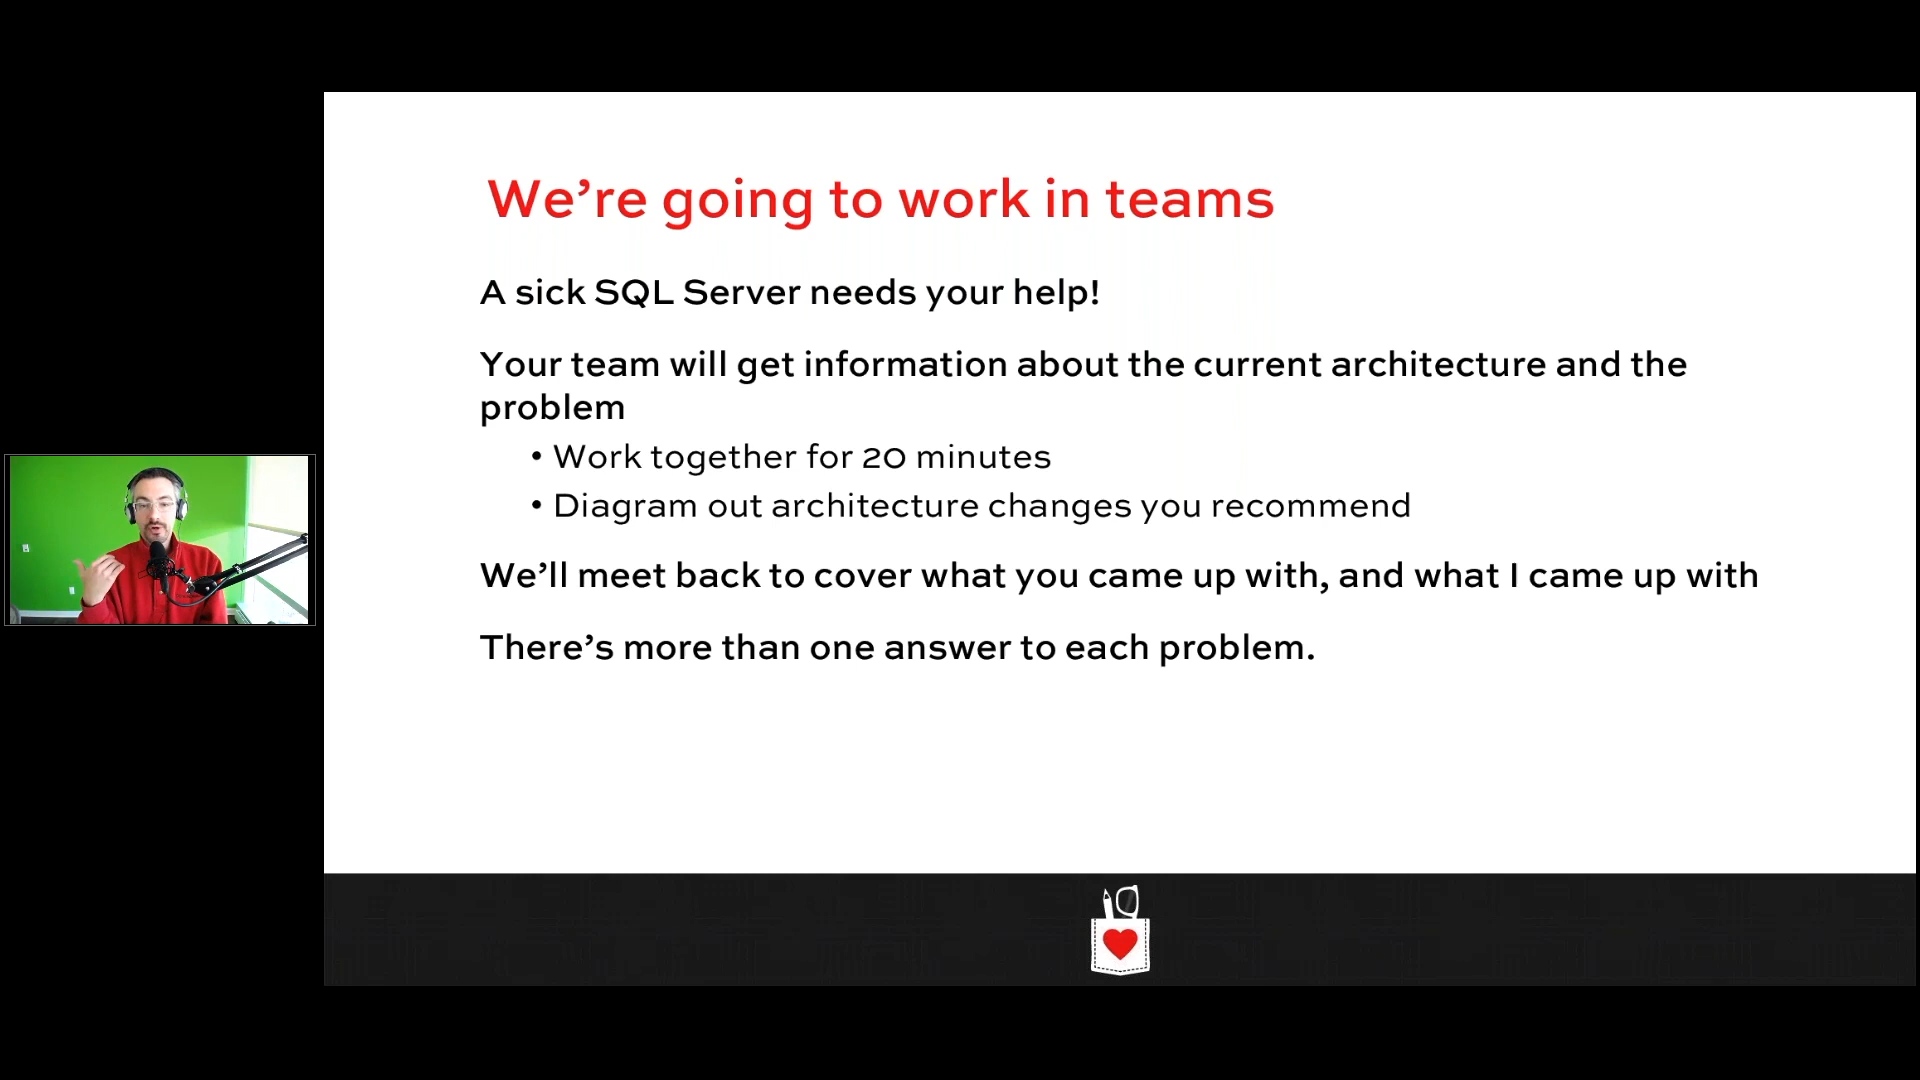 We’re going to work in teams
A sick SQL Server needs your help!
Your team will get information about the current architecture and the
problem
• Work together for 20 minutes
• Diagram out architecture changes you recommend
We’ll meet back to cover what you came up with, and what I came up with
There’s more than one answer to each problem.